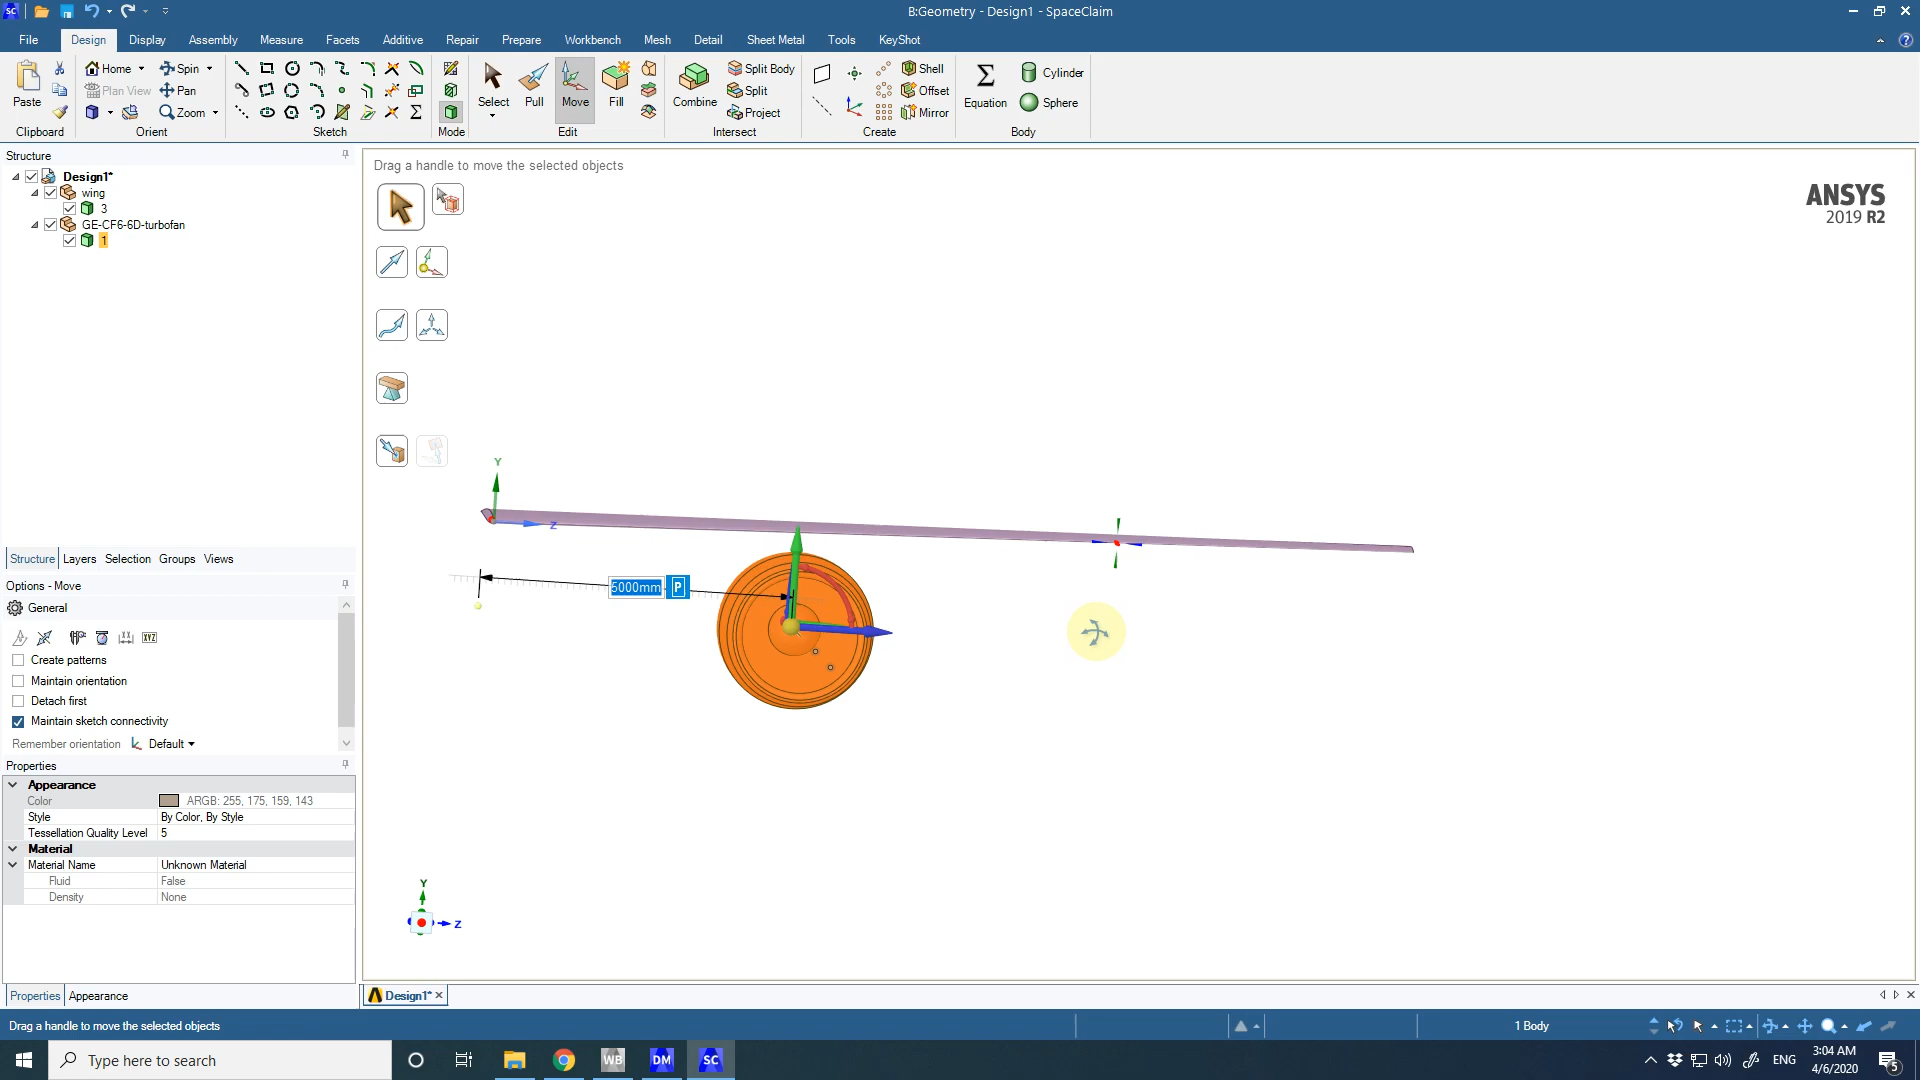 B:Geometry - Design1 - SpaceClaim
File Design Display Assembly Measure Facets Additive Repair Prepare Workbench Mesh Detail Sheet Metal Tools KeyShot
Paste
Clipboard
Home Spin
Plan View Pan
Zoom
Orient
Sketch
Mode
Select Pull Move Fill
Edit
Combine
Split Body
Split
Project
Intersect
Shell
Offset
Mirror
Create
Equation
Cylinder
Sphere
Body
Structure
Design1*
wing
3
GE-CF6-6D-turbofan
1
Structure Layers Selection Groups Views
Options - Move
General
XYZ
Create patterns
Maintain orientation
Detach first
Maintain sketch connectivity
Remember orientation Default
Properties
Appearance
Color ARGB: 255, 175, 159, 143
Style By Color, By Style
Tessellation Quality Level 5
Material
Material Name Unknown Material
Fluid False
Density None
Properties Appearance
Drag a handle to move the selected objects
ANSYS
2019 R2
Y
Z
5000mm P
Y
Z
Design1*
Drag a handle to move the selected objects
1 Body
Type here to search
WB DM SC
ENG
3:04 AM
4/6/2020
5